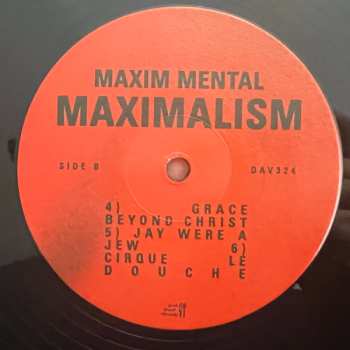 MAXIM MENTAL
MAXIMALISM
SIDE B
DAV324
4) GRACE
BEYOND CHRIST
5) JAY WERE A
JEW 6)
CIRQUE LE
DOUCHE